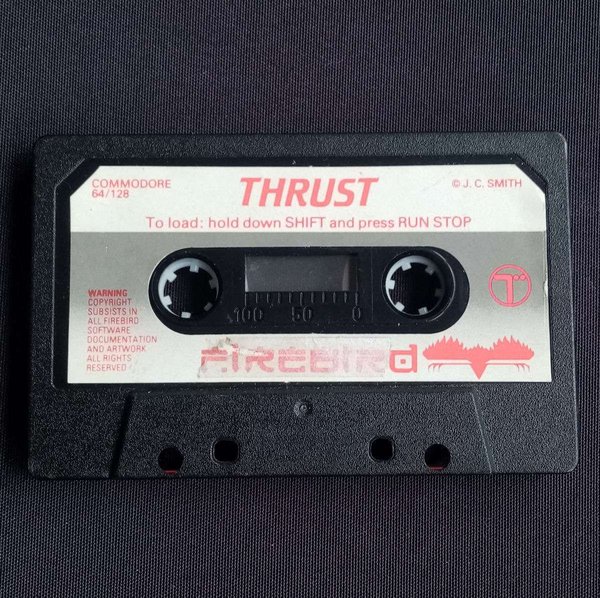 COMMODORE
64/128
THRUST
© J. C. SMITH
To load: hold down SHIFT and press RUN STOP
100 50 0
WARNING
COPYRIGHT
SUBSISTS IN
ALL FIREBIRD
SOFTWARE
DOCUMENTATION
AND ARTWORK
ALL RIGHTS
RESERVED
T
FIREBIRd